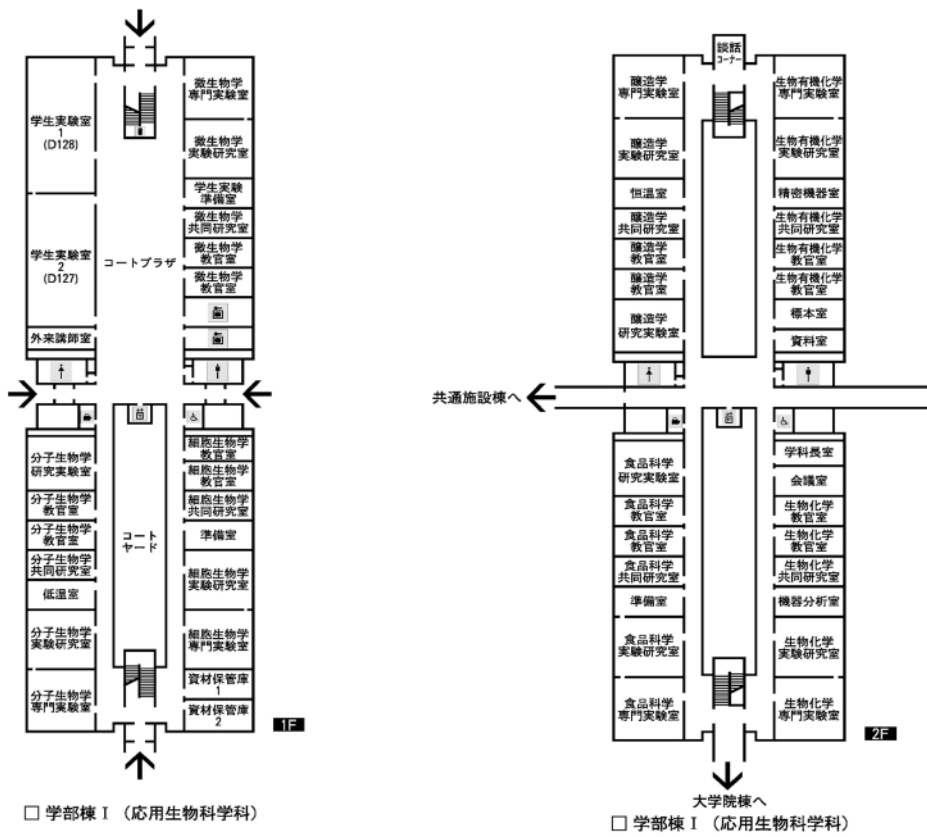 学生実験室
1
(D128)
学生実験室
2
(D127)
外来講師室
コートプラザ
微生物学
専門実験室
微生物学
実験研究室
学生実験
準備室
微生物学
共同研究室
微生物学
教官室
微生物学
教官室
分子生物学
研究実験室
分子生物学
教官室
分子生物学
教官室
分子生物学
共同研究室
低温室
分子生物学
実験研究室
分子生物学
専門実験室
コート
ヤード
細胞生物学
教官室
細胞生物学
教官室
細胞生物学
共同研究室
準備室
細胞生物学
実験研究室
細胞生物学
専門実験室
資材保管庫
1
資材保管庫
2
1F
□ 学部棟Ⅰ（応用生物科学科）
談話
コーナー
醸造学
専門実験室
醸造学
実験研究室
恒温室
醸造学
共同研究室
醸造学
教官室
醸造学
教官室
醸造学
研究実験室
生物有機化学
専門実験室
生物有機化学
実験研究室
精密機器室
生物有機化学
共同研究室
生物有機化学
教官室
生物有機化学
教官室
標本室
資料室
共通施設棟へ
食品科学
研究実験室
食品科学
教官室
食品科学
教官室
食品科学
共同研究室
準備室
食品科学
実験研究室
食品科学
専門実験室
学科長室
会議室
生物化学
教官室
生物化学
教官室
生物化学
共同研究室
機器分析室
生物化学
実験研究室
生物化学
専門実験室
2F
大学院棟へ
□ 学部棟Ⅰ（応用生物科学科）